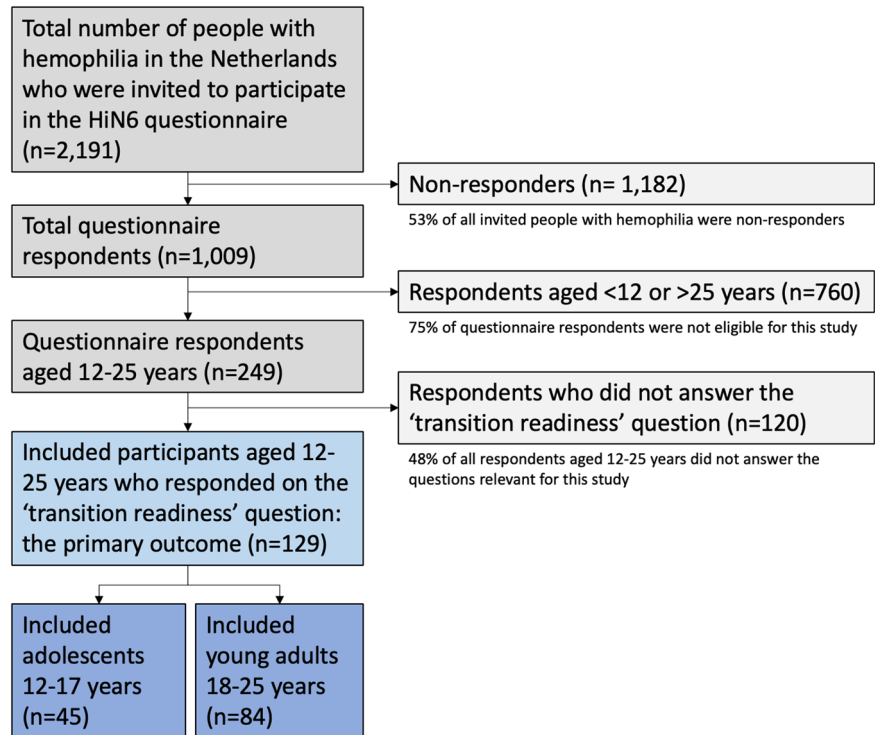 Total number of people with
hemophilia in the Netherlands
who were invited to participate
in the HiN6 questionnaire
(n=2,191)
Non-responders (n= 1,182)
53% of all invited people with hemophilia were non-responders
Total questionnaire
respondents (n=1,009)
Respondents aged <12 or >25 years (n=760)
75% of questionnaire respondents were not eligible for this study
Questionnaire respondents
aged 12-25 years (n=249)
Respondents who did not answer the
‘transition readiness’ question (n=120)
48% of all respondents aged 12-25 years did not answer the
questions relevant for this study
Included participants aged 12-
25 years who responded on the
‘transition readiness’ question:
the primary outcome (n=129)
Included
adolescents
12-17 years
(n=45)
Included
young adults
18-25 years
(n=84)